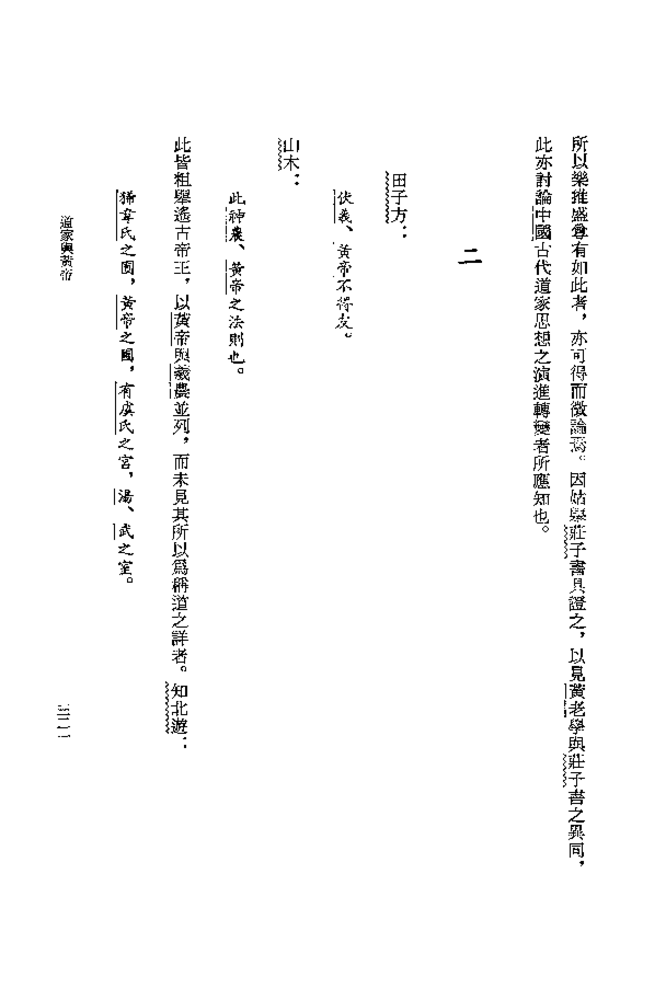 所以樂推盛尊有如此者，亦可得而微論焉。因姑舉莊子書具證之，以見黃老學與莊子書之異同，
此亦討論中國古代道家思想之演進轉變者所應知也。
二
田子方：
伏羲、黃帝不得友。
山木：
此神農、黃帝之法則也。
此皆粗舉遙古帝王，以黃帝與羲農並列，而未見其所以為稱道之詳者。知北遊：
狶韋氏之囿，黃帝之圃，有虞氏之宮，湯、武之室。
道家與黃帝
三二一